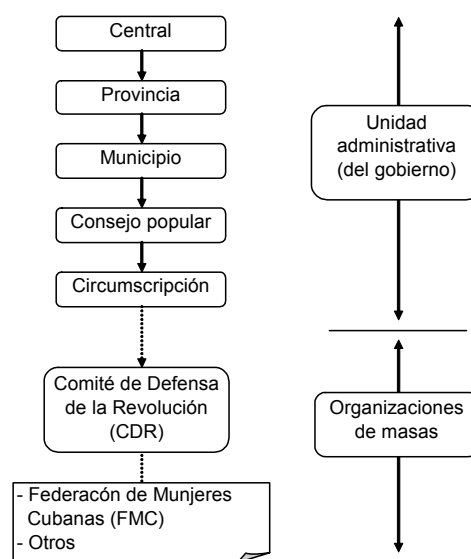 Central
Provincia
Municipio
Consejo popular
Circumscripción
Comité de Defensa
de la Revolución
(CDR)
- Federacón de Munjeres
Cubanas (FMC)
- Otros
Unidad
administrativa
(del gobierno)
Organizaciones
de masas